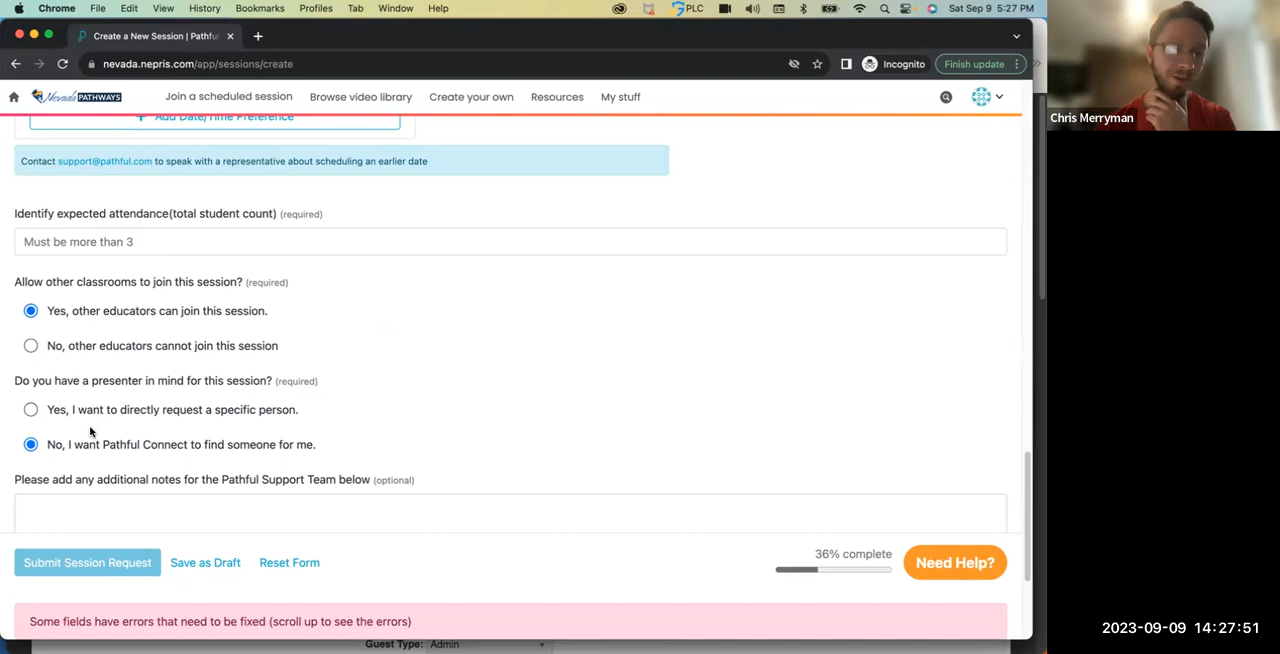 Chrome File Edit View History Bookmarks Profiles Tab Window Help PLC Sat Sep 9 5:27 PM
Create a New Session | Pathful
nevada.nepris.com/app/sessions/create Incognito Finish update
Nevada PATHWAYS Join a scheduled session Browse video library Create your own Resources My stuff
+ Add Date/Time Preference
Contact support@pathful.com to speak with a representative about scheduling an earlier date
Identify expected attendance(total student count) (required)
Must be more than 3
Allow other classrooms to join this session? (required)
Yes, other educators can join this session.
No, other educators cannot join this session
Do you have a presenter in mind for this session? (required)
Yes, I want to directly request a specific person.
No, I want Pathful Connect to find someone for me.
Please add any additional notes for the Pathful Support Team below (optional)
Submit Session Request Save as Draft Reset Form 36% complete Need Help?
Some fields have errors that need to be fixed (scroll up to see the errors)
Guest Type: Admin
Chris Merryman
2023-09-09 14:27:51